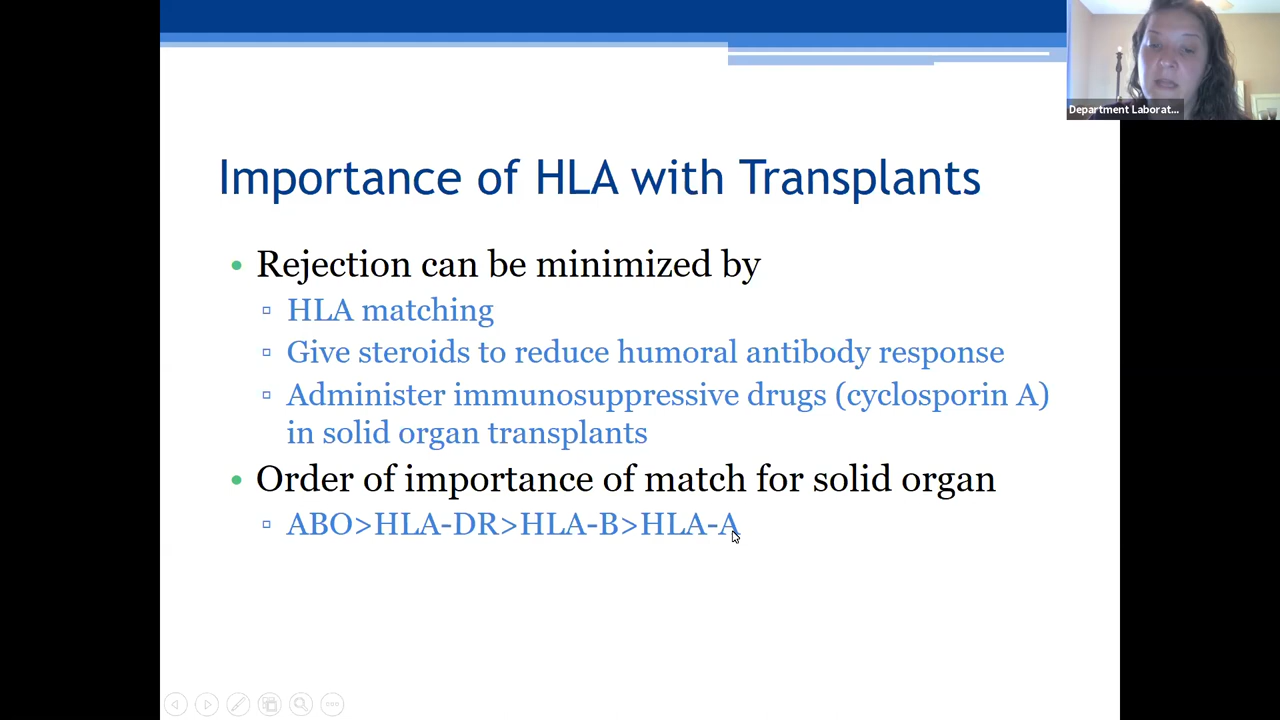 Department Laborat...
Importance of HLA with Transplants
Rejection can be minimized by
HLA matching
Give steroids to reduce humoral antibody response
Administer immunosuppressive drugs (cyclosporin A)
in solid organ transplants
Order of importance of match for solid organ
ABO>HLA-DR>HLA-B>HLA-A